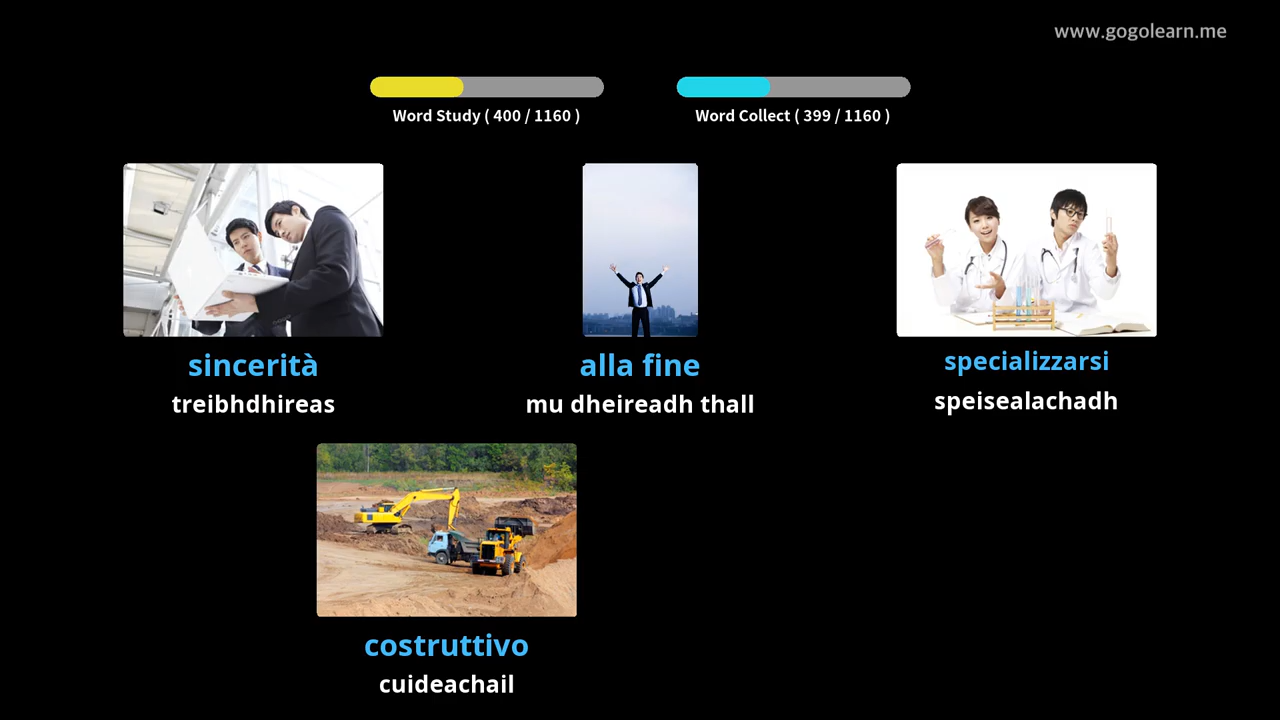 www.gogolearn.me
Word Study ( 400 / 1160 )
Word Collect ( 399 / 1160 )
sincerità
treibhdhireas
alla fine
mu dheireadh thall
specializzarsi
speisealachadh
costruttivo
cuideachail